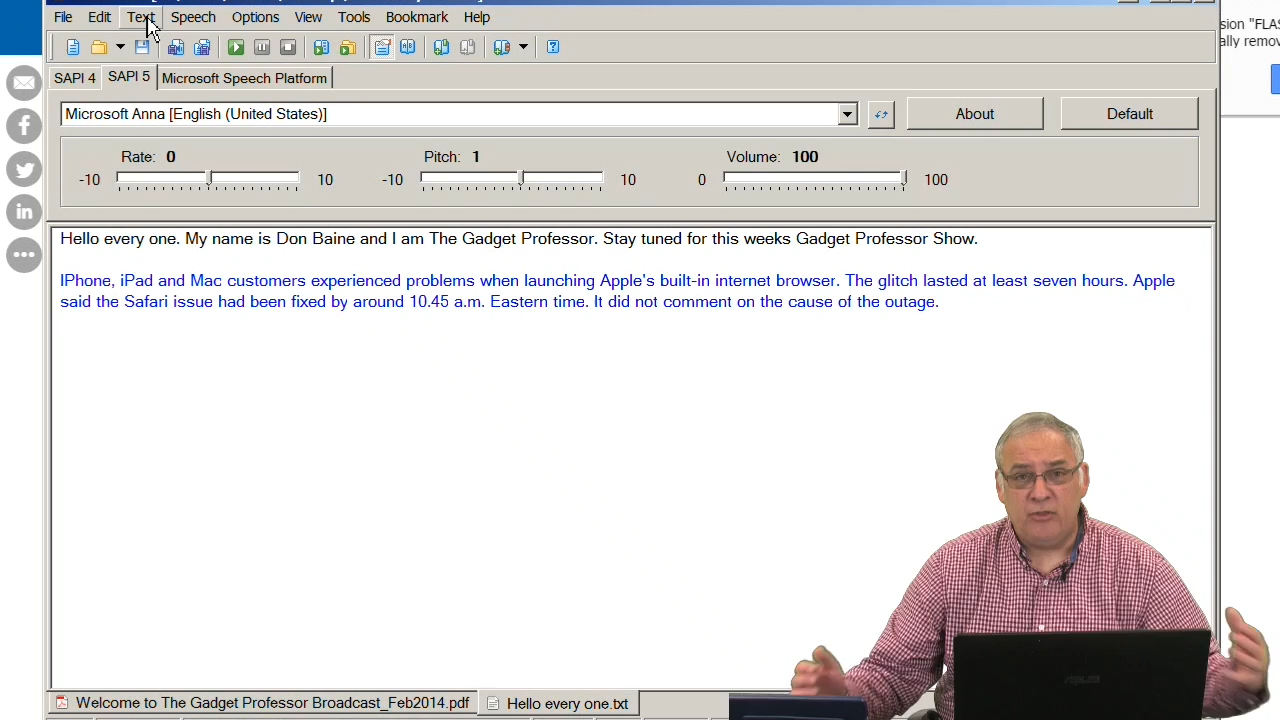 File Edit Text Speech Options View Tools Bookmark Help
sion "FLAS
ally remov
SAPI 4 SAPI 5 Microsoft Speech Platform
Microsoft Anna [English (United States)] About Default
Rate: 0 Pitch: 1 Volume: 100
-10 10 -10 10 0 100
Hello every one. My name is Don Baine and I am The Gadget Professor. Stay tuned for this weeks Gadget Professor Show.
IPhone, iPad and Mac customers experienced problems when launching Apple's built-in internet browser. The glitch lasted at least seven hours. Apple
said the Safari issue had been fixed by around 10.45 a.m. Eastern time. It did not comment on the cause of the outage.
Welcome to The Gadget Professor Broadcast_Feb2014.pdf Hello every one.txt